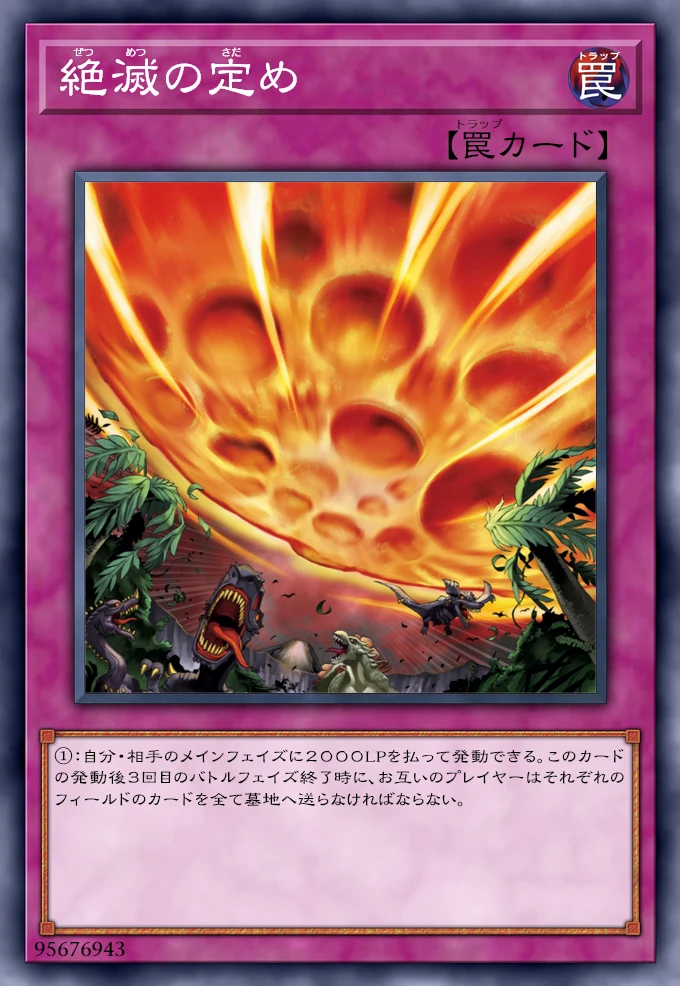 ぜつ めつ さだ
絶滅の定め
トラップ
罠
トラップ
【罠カード】
①:自分・相手のメインフェイズに2000LPを払って発動できる。このカード
の発動後3回目のバトルフェイズ終了時に、お互いのプレイヤーはそれぞれの
フィールドのカードを全て墓地へ送らなければならない。
95676943